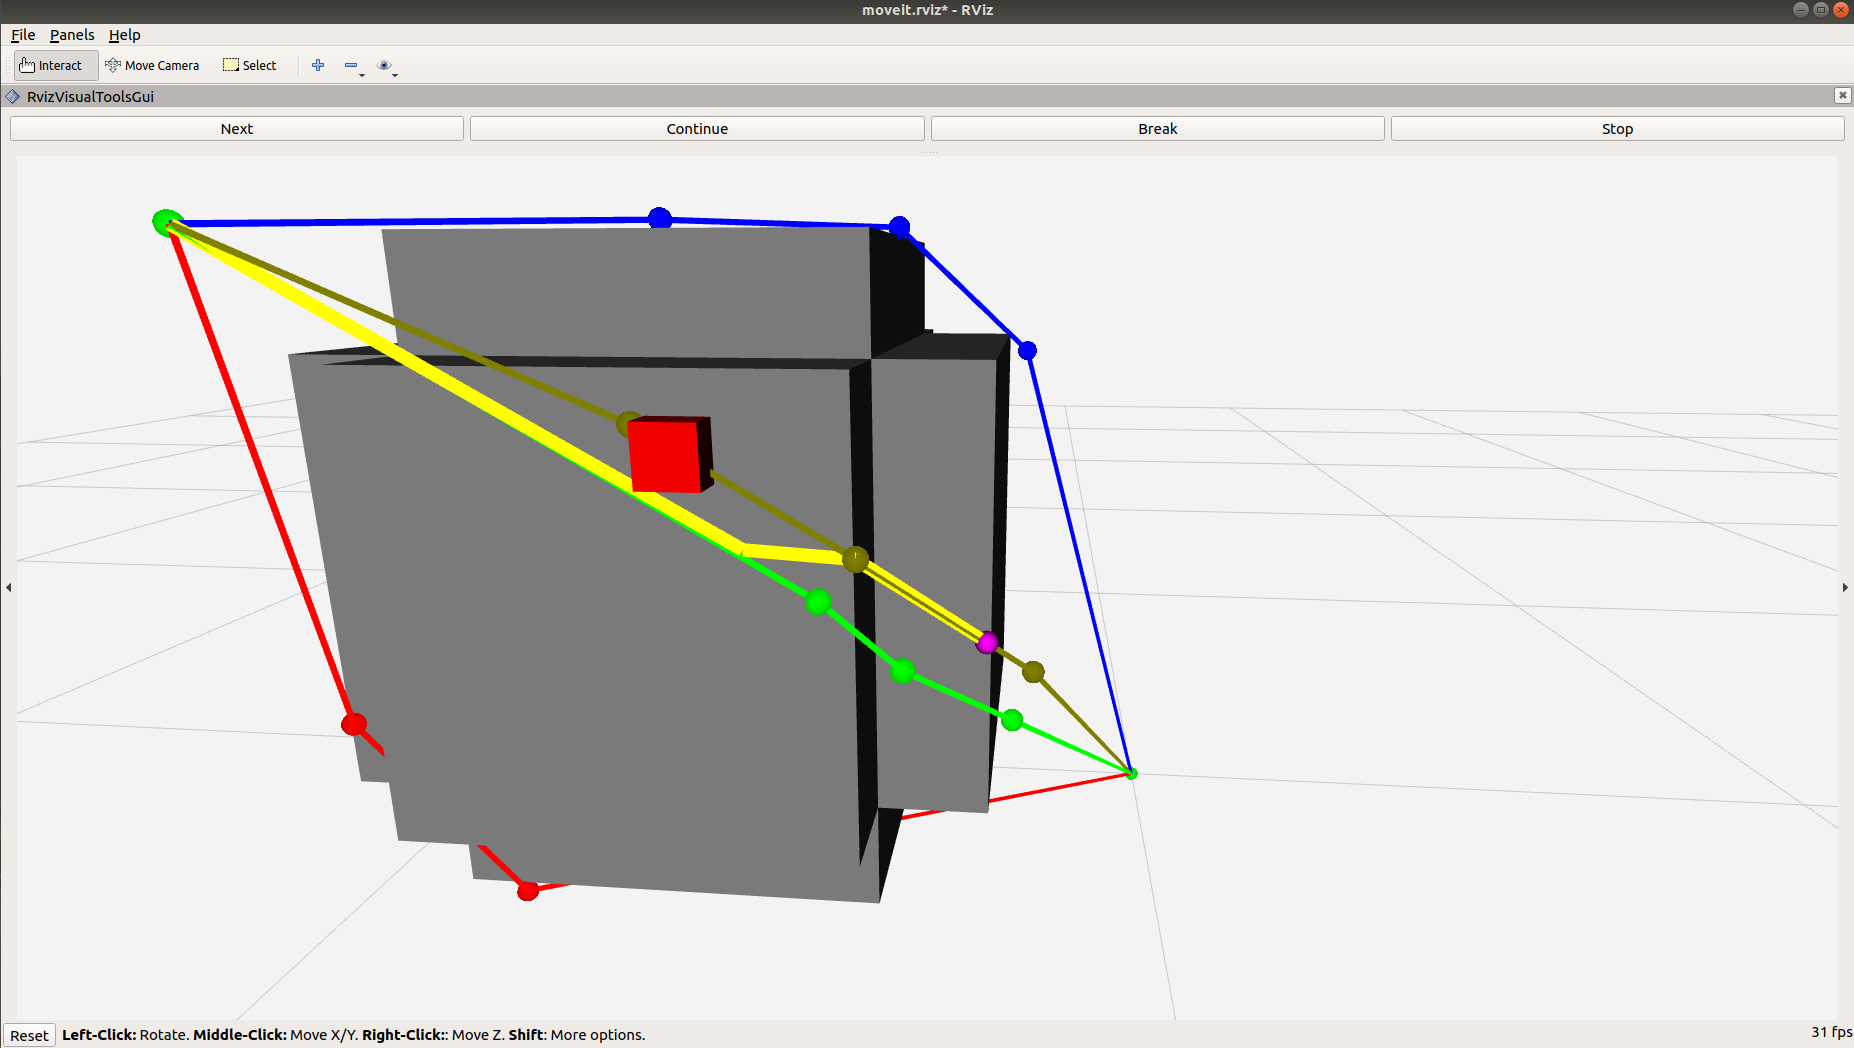 moveit.rviz* - RViz
File Panels Help
Interact Move Camera Select
RvizVisualToolsGui
Next Continue Break Stop
Reset Left-Click: Rotate. Middle-Click: Move X/Y. Right-Click:: Move Z. Shift: More options. 31 fps